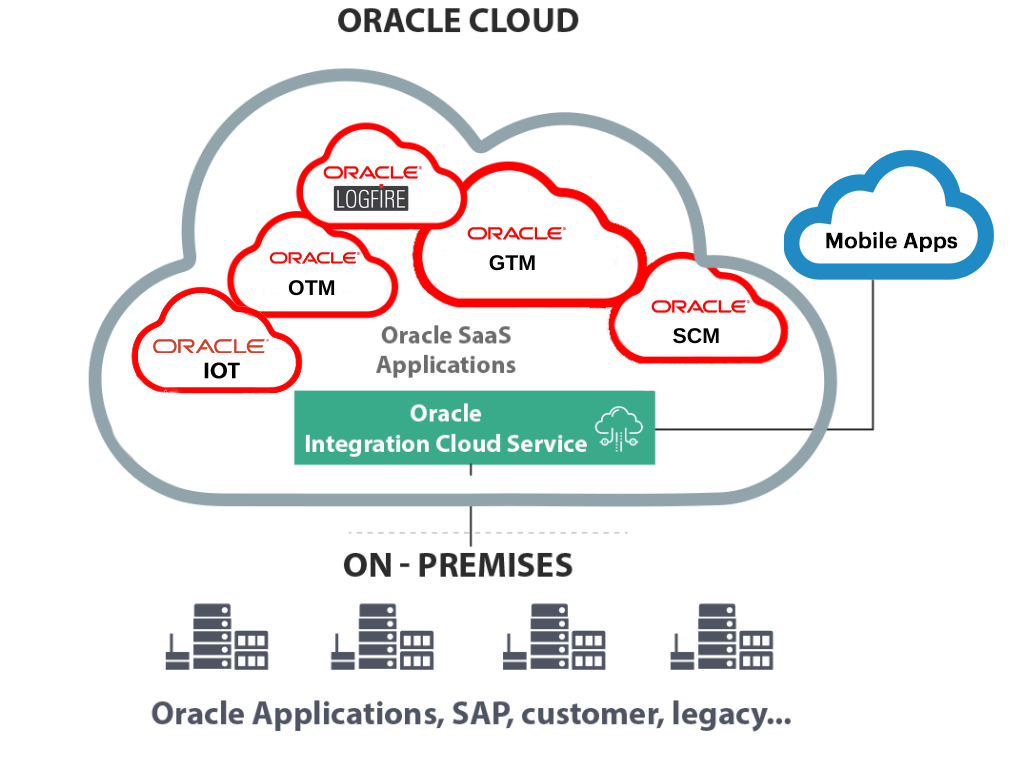 ORACLE CLOUD
ORACLE
LOGFIRE
ORACLE
GTM
Mobile Apps
ORACLE
OTM
ORACLE
SCM
ORACLE
IOT
Oracle SaaS
Applications
Oracle
Integration Cloud Service
ON - PREMISES
Oracle Applications, SAP, customer, legacy...